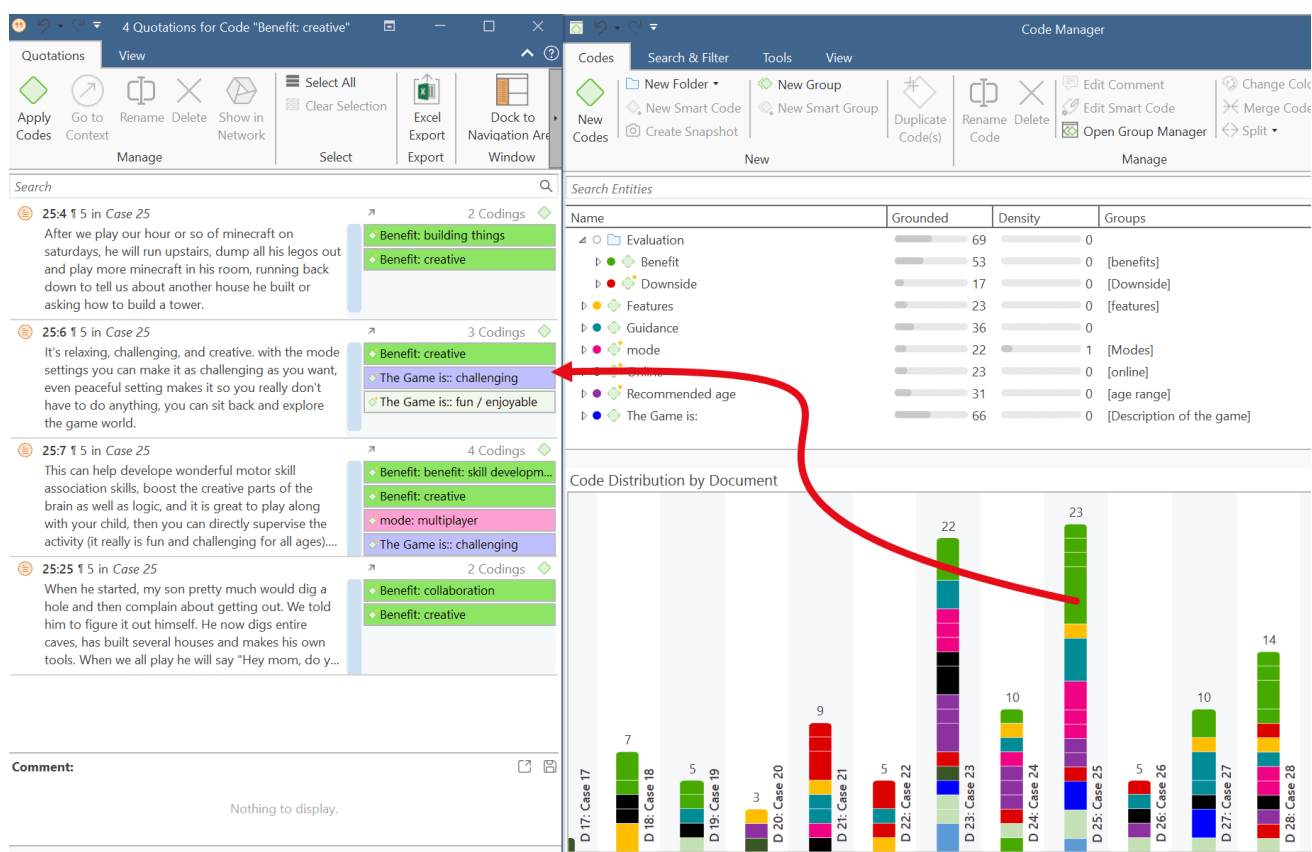 4 Quotations for Code "Benefit: creative"
Quotations
View
Apply Codes
Go to Context
Rename
Delete
Show in Network
Select All
Clear Selection
Excel Export
Dock to Navigation Are
Manage
Select
Export
Window
Search
25:4 ¶ 5 in Case 25
2 Codings
After we play our hour or so of minecraft on
saturdays, he will run upstairs, dump all his legos out
and play more minecraft in his room, running back
down to tell us about another house he built or
asking how to build a tower.
Benefit: building things
Benefit: creative
25:6 ¶ 5 in Case 25
3 Codings
It's relaxing, challenging, and creative. with the mode
settings you can make it as challenging as you want,
even peaceful setting makes it so you really don't
have to do anything, you can sit back and explore
the game world.
Benefit: creative
The Game is:: challenging
The Game is:: fun / enjoyable
25:7 ¶ 5 in Case 25
4 Codings
This can help develope wonderful motor skill
association skills, boost the creative parts of the
brain as well as logic, and it is great to play along
with your child, then you can directly supervise the
activity (it really is fun and challenging for all ages)....
Benefit: benefit: skill developm...
Benefit: creative
mode: multiplayer
The Game is:: challenging
25:25 ¶ 5 in Case 25
2 Codings
When he started, my son pretty much would dig a
hole and then complain about getting out. We told
him to figure it out himself. He now digs entire
caves, has built several houses and makes his own
tools. When we all play he will say "Hey mom, do y...
Benefit: collaboration
Benefit: creative
Comment:
Nothing to display.
Code Manager
Codes
Search & Filter
Tools
View
New Codes
New Folder
New Smart Code
Create Snapshot
New Group
New Smart Group
New
Duplicate Code(s)
Rename Code
Delete
Edit Comment
Edit Smart Code
Open Group Manager
Change Colo
Merge Code
Split
Manage
Search Entities
Name Grounded Density Groups
Evaluation 69 0
Benefit 53 0 [benefits]
Downside 17 0 [Downside]
Features 23 0 [features]
Guidance 36 0
mode 22 1 [Modes]
Online 23 0 [online]
Recommended age 31 0 [age range]
The Game is: 66 0 [Description of the game]
Code Distribution by Document
7
5
3
9
5
22
10
23
5
10
14
D 17: Case 17
D 18: Case 18
D 19: Case 19
D 20: Case 20
D 21: Case 21
D 22: Case 22
D 23: Case 23
D 24: Case 24
D 25: Case 25
D 26: Case 26
D 27: Case 27
D 28: Case 28